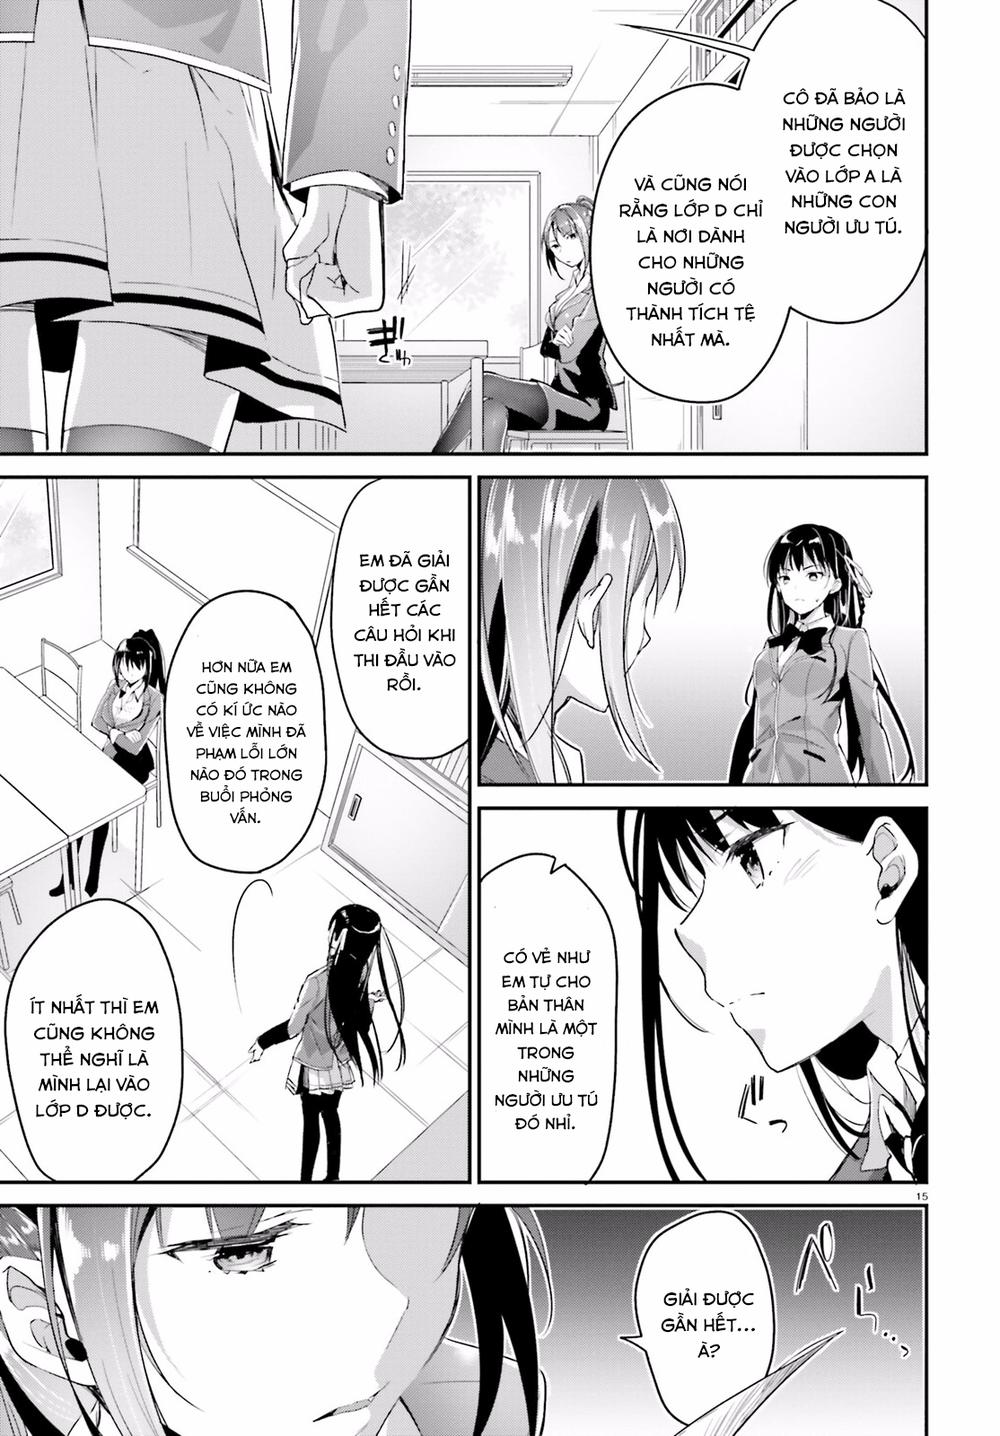 CÔ ĐÃ BẢO LÀ
NHỮNG NGƯỜI
ĐƯỢC CHỌN
VÀO LỚP A LÀ
NHỮNG CON
NGƯỜI ƯU TÚ.
VÀ CŨNG NÓI
RẰNG LỚP D CHỈ
LÀ NƠI DÀNH
CHO NHỮNG
NGƯỜI CÓ
THÀNH TÍCH TỆ
NHẤT MÀ.
CÓ VẺ NHƯ
EM TỰ CHO
BẢN THÂN
MÌNH LÀ MỘT
TRONG
NHỮNG
NGƯỜI ƯU TÚ
ĐÓ NHỈ.
EM ĐÃ GIẢI
ĐƯỢC GẦN
HẾT CÁC
CÂU HỎI KHI
THI ĐẦU VÀO
RỒI.
HƠN NỮA EM
CŨNG KHÔNG
CÓ KÍ ỨC NÀO
VỀ VIỆC MÌNH ĐÃ
PHẠM LỖI LỚN
NÀO ĐÓ TRONG
BUỔI PHỎNG
VẤN.
ÍT NHẤT THÌ EM
CŨNG KHÔNG
THỂ NGHĨ LÀ
MÌNH LẠI VÀO
LỚP D ĐƯỢC.
15
GIẢI ĐƯỢC
GẦN HẾT...
À?